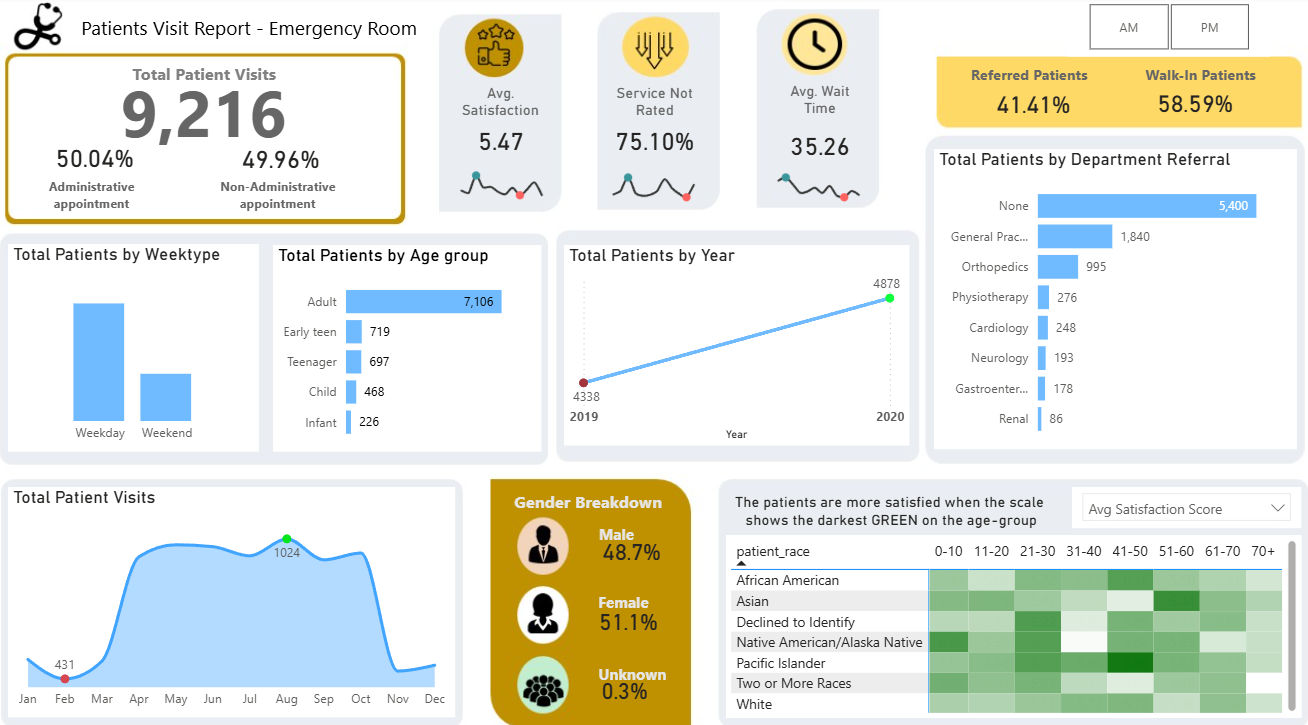 Patients Visit Report - Emergency Room
AM
PM
Total Patient Visits
9,216
50.04%
49.96%
Administrative
appointment
Non-Administrative
appointment
Avg.
Satisfaction
5.47
Service Not
Rated
75.10%
Avg. Wait
Time
35.26
Referred Patients
Walk-In Patients
41.41%
58.59%
Total Patients by Department Referral
None
5,400
General Prac...
1,840
Orthopedics
995
Physiotherapy
276
Cardiology
248
Neurology
193
Gastroenter...
178
Renal
86
Total Patients by Weektype
Weekday
Weekend
Total Patients by Age group
Adult
7,106
Early teen
719
Teenager
697
Child
468
Infant
226
Total Patients by Year
4878
4338
2019
2020
Year
Total Patient Visits
1024
431
Jan Feb Mar Apr May Jun Jul Aug Sep Oct Nov Dec
Gender Breakdown
Male
48.7%
Female
51.1%
Unknown
0.3%
The patients are more satisfied when the scale
shows the darkest GREEN on the age-group
Avg Satisfaction Score
patient_race 0-10 11-20 21-30 31-40 41-50 51-60 61-70 70+
African American
Asian
Declined to Identify
Native American/Alaska Native
Pacific Islander
Two or More Races
White